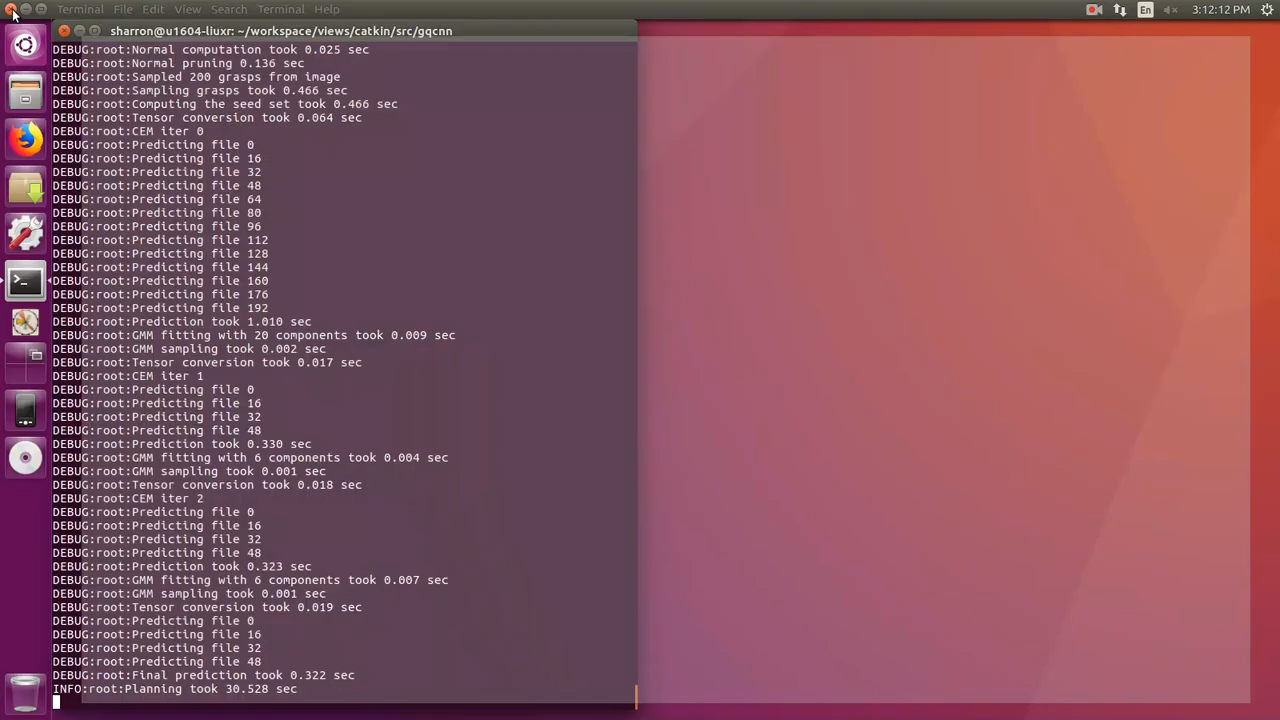 Terminal File Edit View Search Terminal Help En 3:12:12 PM
sharron@u1604-liuxr: ~/workspace/views/catkin/src/gqcnn
DEBUG:root:Normal computation took 0.025 sec
DEBUG:root:Normal pruning 0.136 sec
DEBUG:root:Sampled 200 grasps from image
DEBUG:root:Sampling grasps took 0.466 sec
DEBUG:root:Computing the seed set took 0.466 sec
DEBUG:root:Tensor conversion took 0.064 sec
DEBUG:root:CEM iter 0
DEBUG:root:Predicting file 0
DEBUG:root:Predicting file 16
DEBUG:root:Predicting file 32
DEBUG:root:Predicting file 48
DEBUG:root:Predicting file 64
DEBUG:root:Predicting file 80
DEBUG:root:Predicting file 96
DEBUG:root:Predicting file 112
DEBUG:root:Predicting file 128
DEBUG:root:Predicting file 144
DEBUG:root:Predicting file 160
DEBUG:root:Predicting file 176
DEBUG:root:Predicting file 192
DEBUG:root:Prediction took 1.010 sec
DEBUG:root:GMM fitting with 20 components took 0.009 sec
DEBUG:root:GMM sampling took 0.002 sec
DEBUG:root:Tensor conversion took 0.017 sec
DEBUG:root:CEM iter 1
DEBUG:root:Predicting file 0
DEBUG:root:Predicting file 16
DEBUG:root:Predicting file 32
DEBUG:root:Predicting file 48
DEBUG:root:Prediction took 0.330 sec
DEBUG:root:GMM fitting with 6 components took 0.004 sec
DEBUG:root:GMM sampling took 0.001 sec
DEBUG:root:Tensor conversion took 0.018 sec
DEBUG:root:CEM iter 2
DEBUG:root:Predicting file 0
DEBUG:root:Predicting file 16
DEBUG:root:Predicting file 32
DEBUG:root:Predicting file 48
DEBUG:root:Prediction took 0.323 sec
DEBUG:root:GMM fitting with 6 components took 0.007 sec
DEBUG:root:GMM sampling took 0.001 sec
DEBUG:root:Tensor conversion took 0.019 sec
DEBUG:root:Predicting file 0
DEBUG:root:Predicting file 16
DEBUG:root:Predicting file 32
DEBUG:root:Predicting file 48
DEBUG:root:Final prediction took 0.322 sec
INFO:root:Planning took 30.528 sec